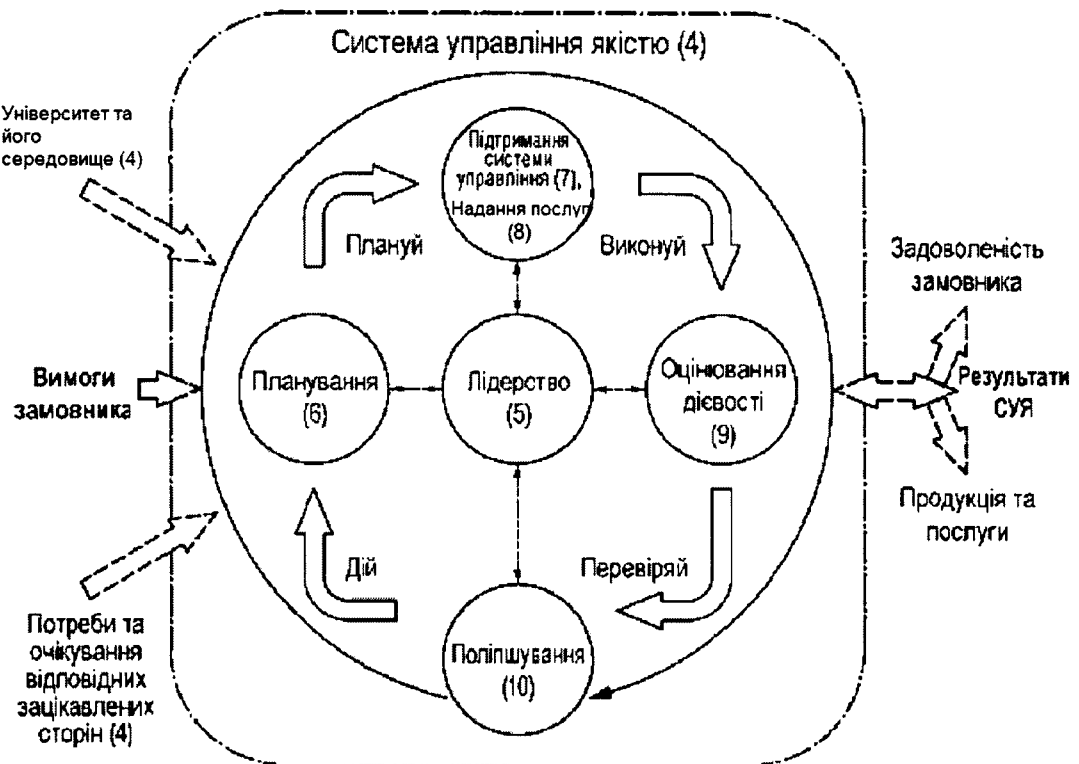 Система управління якістю (4)
Університет та
його
середовище (4)
Підтримання
системи
управління (7),
Надання послуг
(8)
Плануй
Виконуй
Задоволеність
замовника
Вимоги
замовника
Планування
(6)
Лідерство
(5)
Оцінювання
дієвості
(9)
Результати
СУЯ
Продукція та
послуги
Дій
Перевіряй
Потреби та
очікування
відповідних
зацікавлених
сторін (4)
Поліпшування
(10)